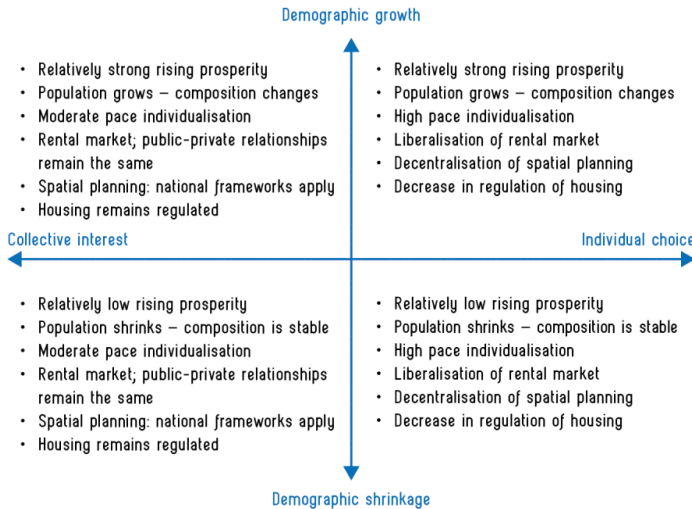 Demographic growth
• Relatively strong rising prosperity
• Population grows – composition changes
• Moderate pace individualisation
• Rental market; public-private relationships
remain the same
• Spatial planning: national frameworks apply
• Housing remains regulated
• Relatively strong rising prosperity
• Population grows – composition changes
• High pace individualisation
• Liberalisation of rental market
• Decentralisation of spatial planning
• Decrease in regulation of housing
Collective interest
Individual choice
• Relatively low rising prosperity
• Population shrinks – composition is stable
• Moderate pace individualisation
• Rental market; public-private relationships
remain the same
• Spatial planning: national frameworks apply
• Housing remains regulated
• Relatively low rising prosperity
• Population shrinks – composition is stable
• High pace individualisation
• Liberalisation of rental market
• Decentralisation of spatial planning
• Decrease in regulation of housing
Demographic shrinkage